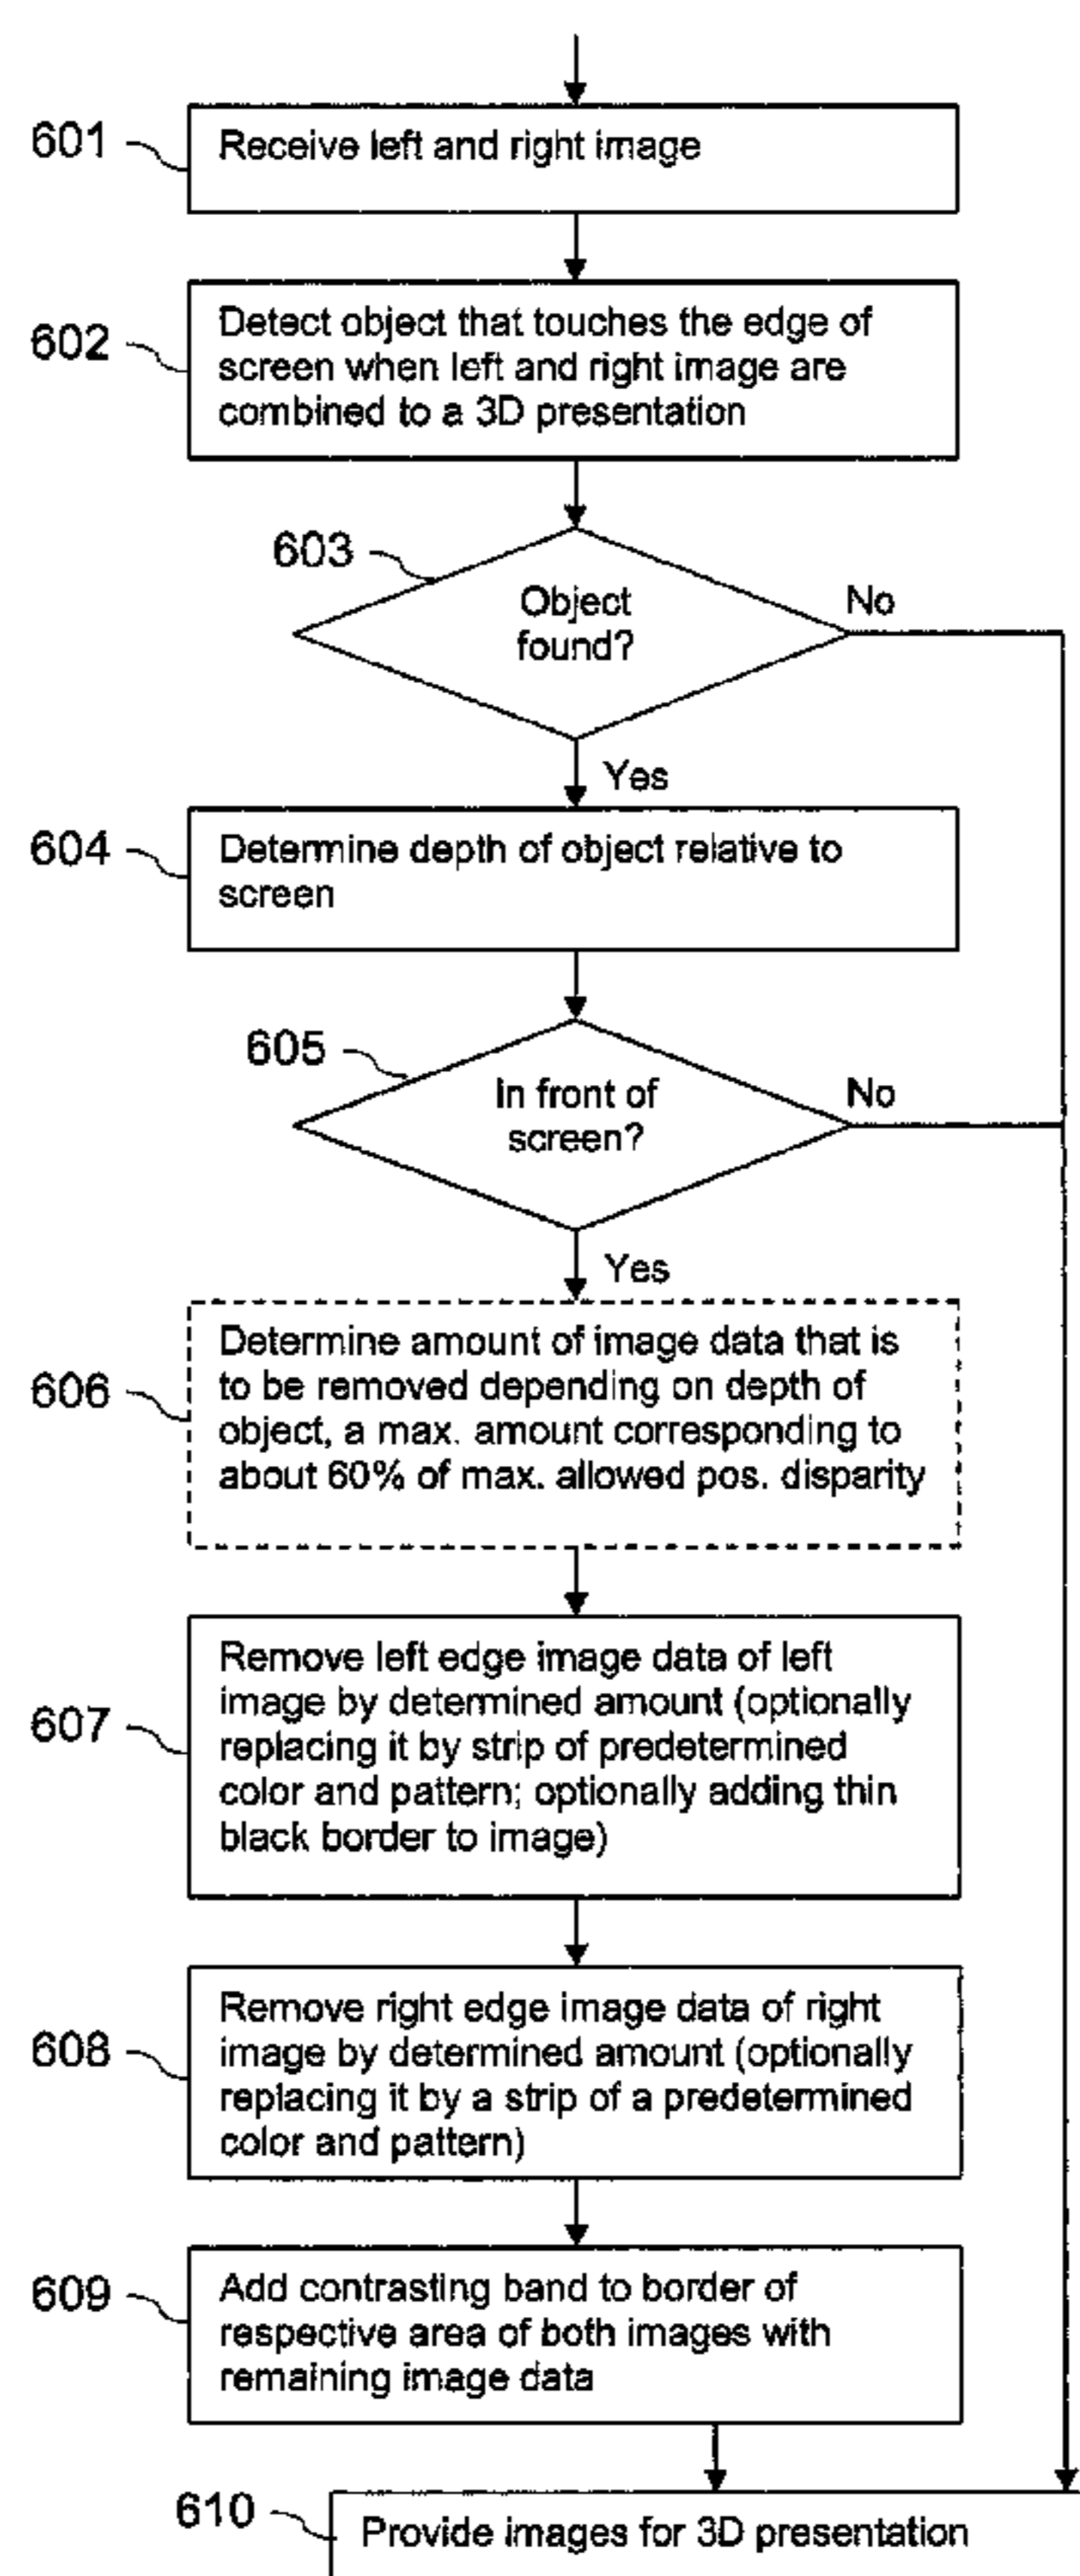 601
Receive left and right image
602
Detect object that touches the edge of
screen when left and right image are
combined to a 3D presentation
603
Object
found?
No
Yes
604
Determine depth of object relative to
screen
605
In front of
screen?
No
Yes
606
Determine amount of image data that is
to be removed depending on depth of
object, a max. amount corresponding to
about 60% of max. allowed pos. disparity
607
Remove left edge image data of left
image by determined amount (optionally
replacing it by strip of predetermined
color and pattern; optionally adding thin
black border to image)
608
Remove right edge image data of right
image by determined amount (optionally
replacing it by a strip of a predetermined
color and pattern)
609
Add contrasting band to border of
respective area of both images with
remaining image data
610
Provide images for 3D presentation